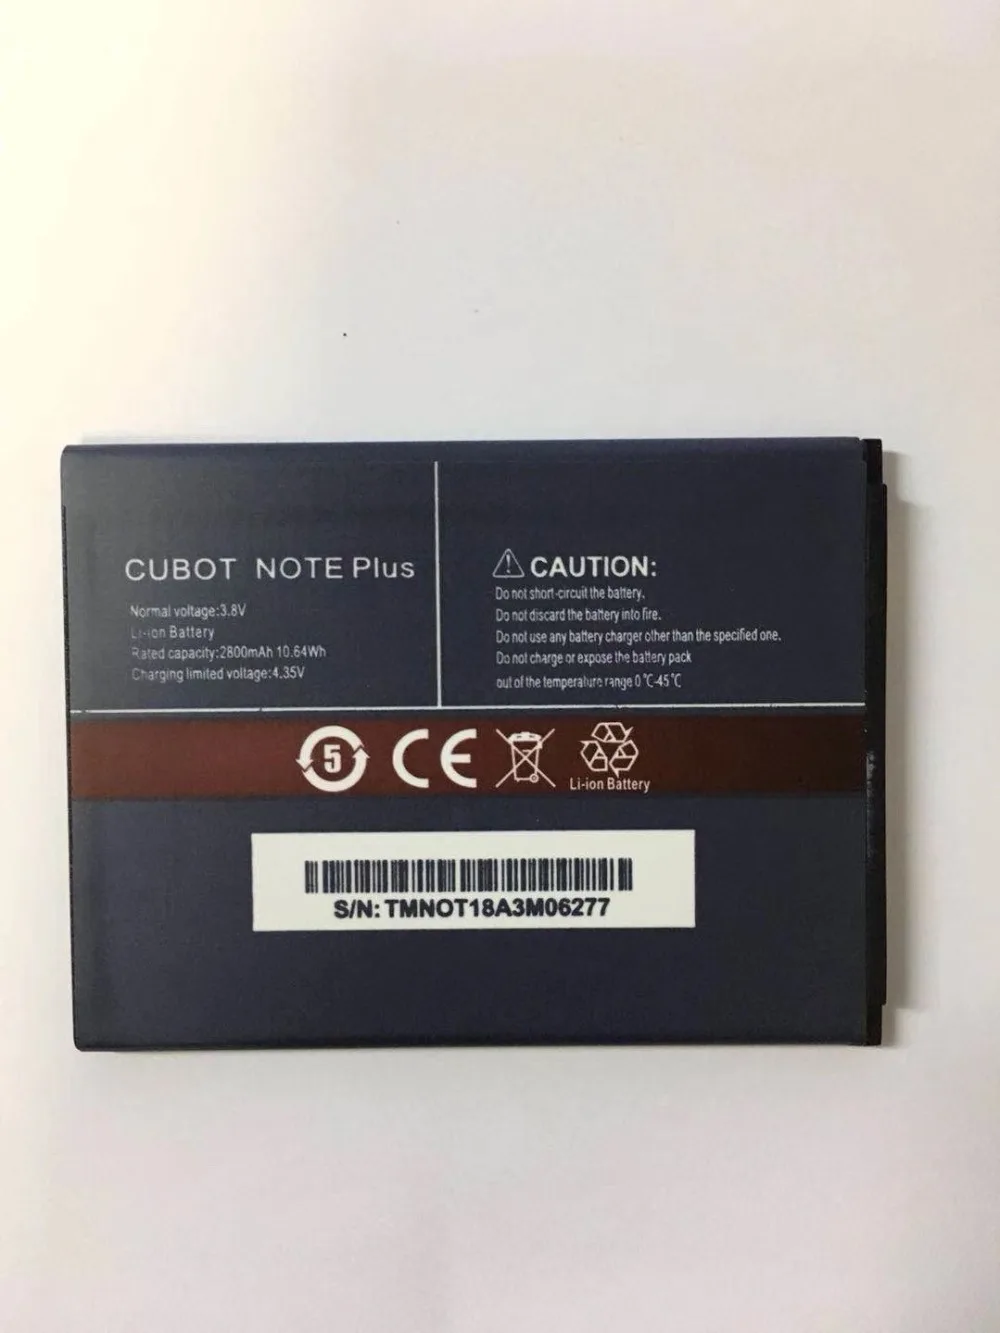 CUBOT NOTE Plus
Normal voltage:3.8V
Li-ion Battery
Rated capacity:2800mAh 10.64Wh
Charging limited voltage:4.35V
CAUTION:
Do not short-circuit the battery.
Do not discard the battery into fire.
Do not use any battery charger other than the specified one.
Do not charge or expose the battery pack
out of the temperature range 0 ℃-45℃
5 CE
Li-ion Battery
S/N: TMNOT18A3M06277